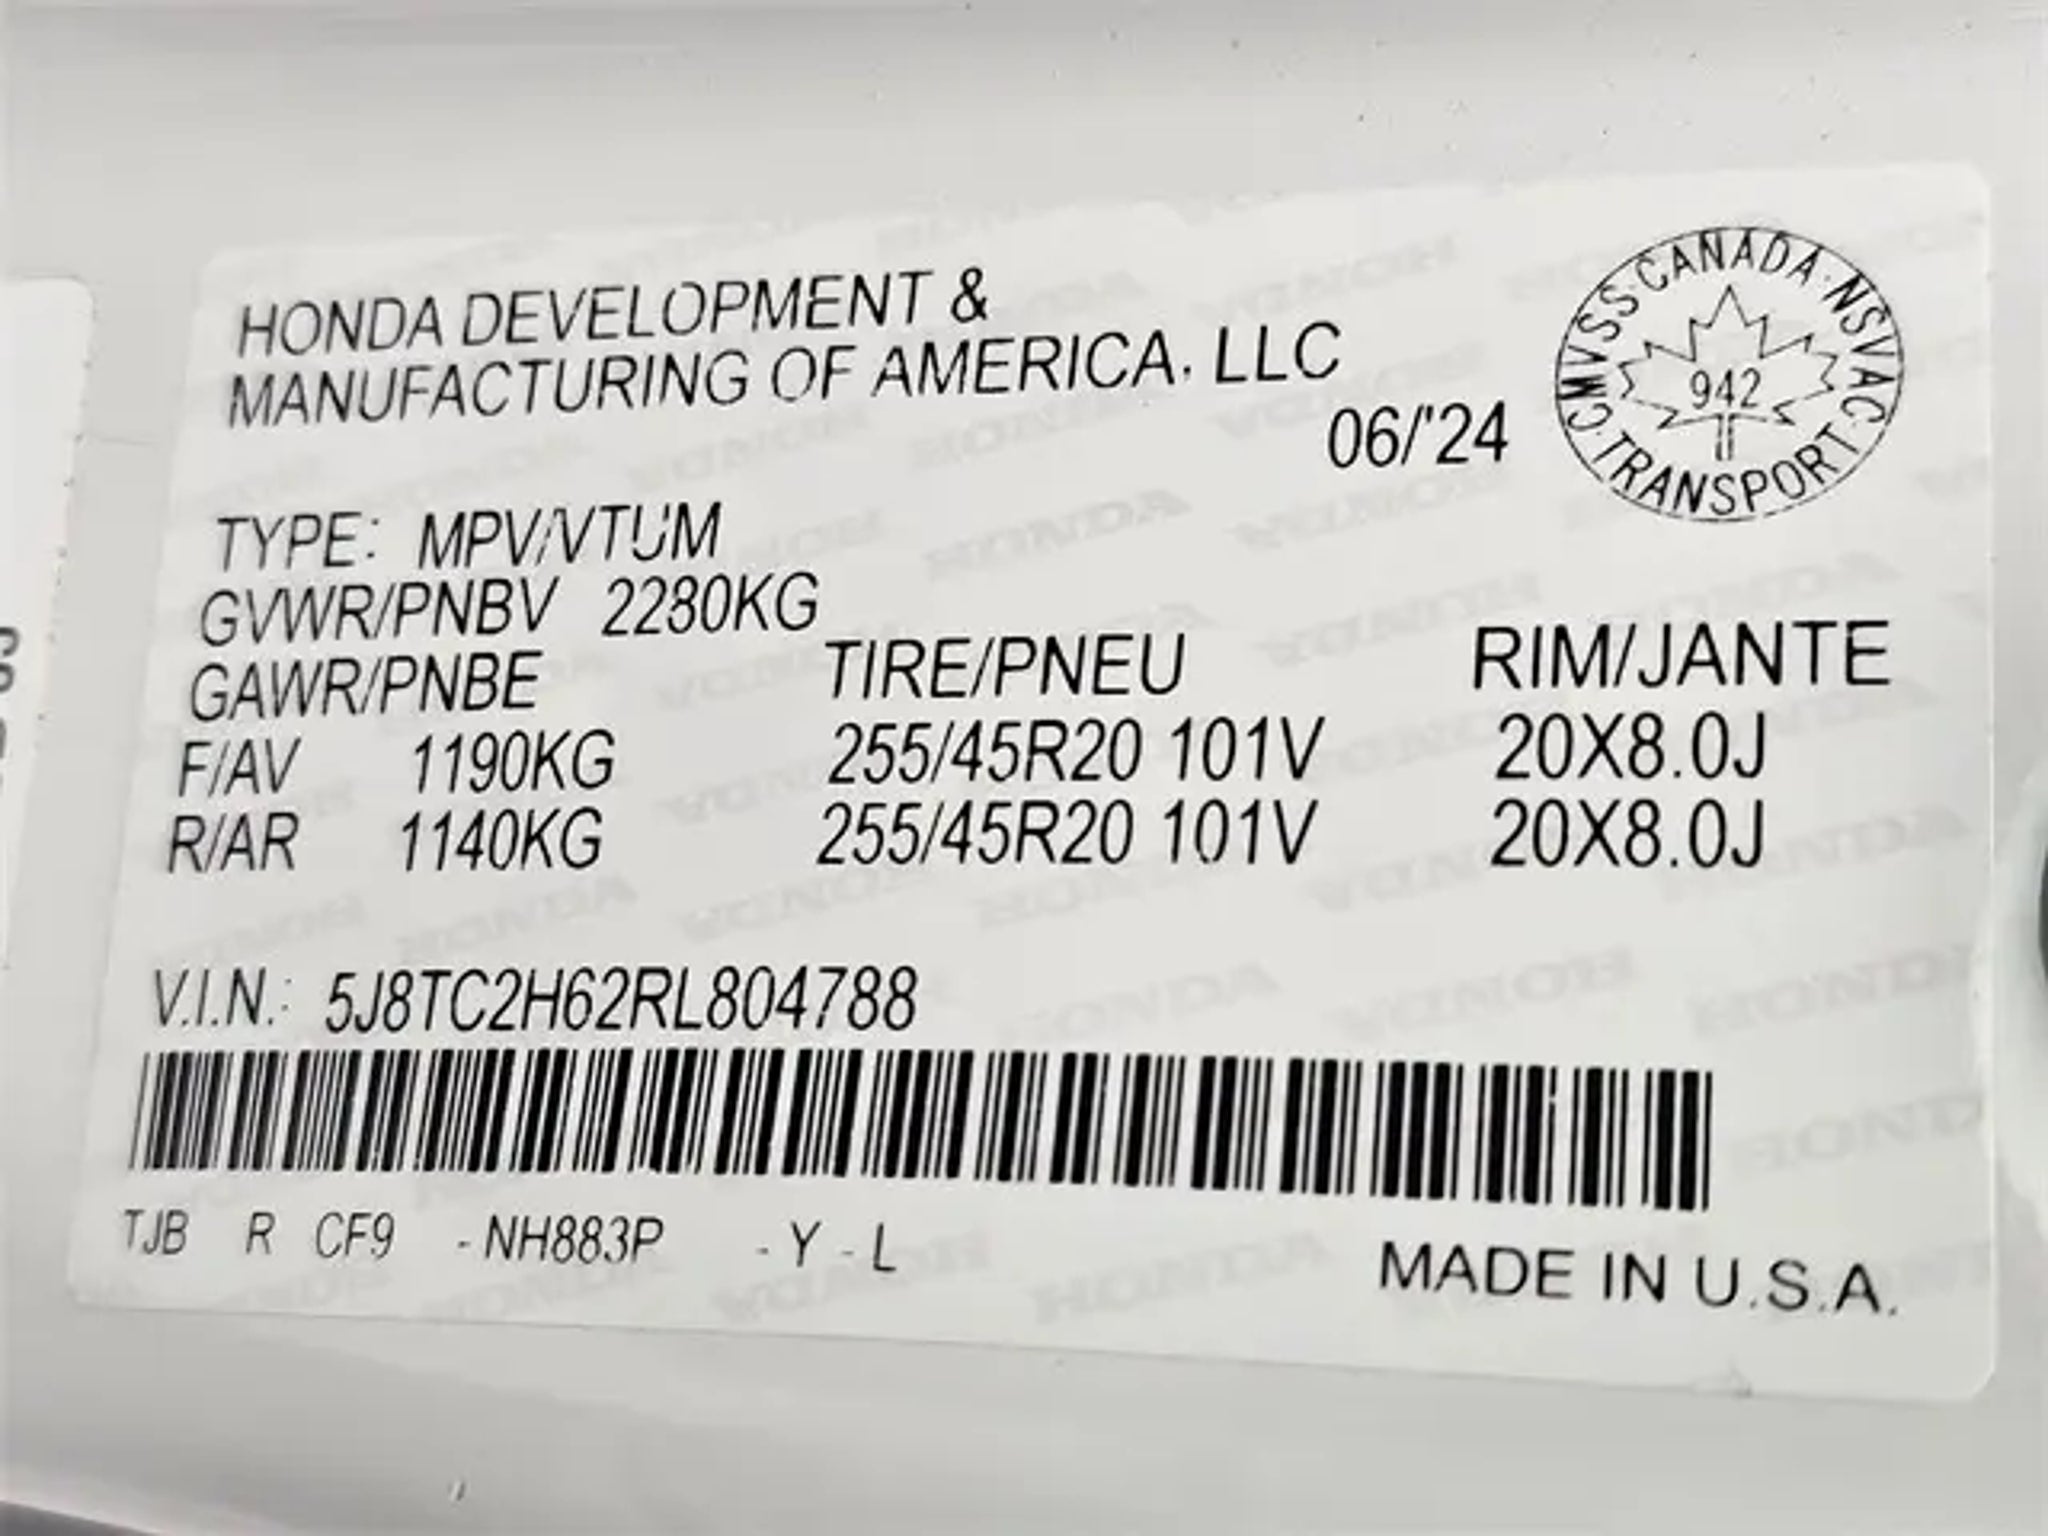 HONDA DEVELOPMENT &
MANUFACTURING OF AMERICA, LLC
06/'24
CMVSS·CANADA·NSVAC·TRANSPORT
942
TYPE: MPV/VTUM
GVWR/PNBV 2280KG
GAWR/PNBE TIRE/PNEU RIM/JANTE
F/AV 1190KG 255/45R20 101V 20X8.0J
R/AR 1140KG 255/45R20 101V 20X8.0J
V.I.N.: 5J8TC2H62RL804788
TJB R CF9 - NH883P - Y - L
MADE IN U.S.A.
HONDA